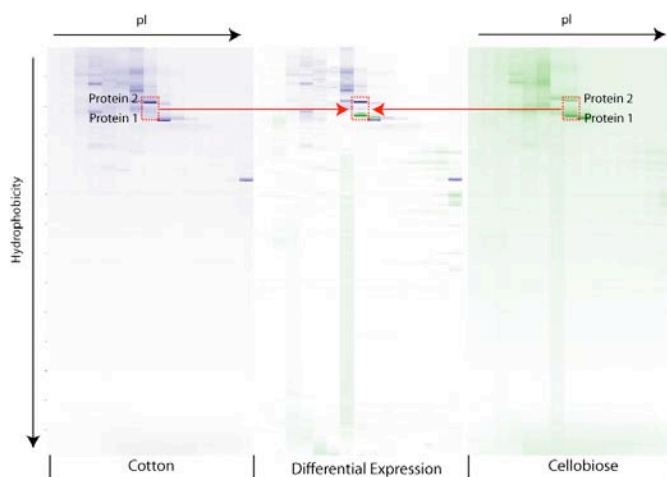 pI
pI
Protein 2
Protein 1
Protein 2
Protein 1
Hydrophobicity
Cotton
Differential Expression
Cellobiose